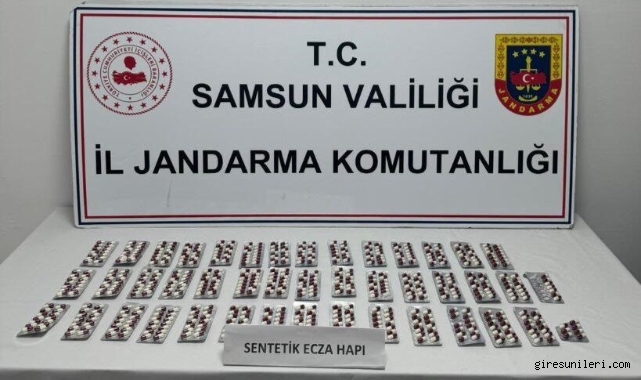 T.C.
SAMSUN VALİLİĞİ
İL JANDARMA KOMUTANLIĞI
JANDARMA
SENTETİK ECZA HAPI
giresunileri.com